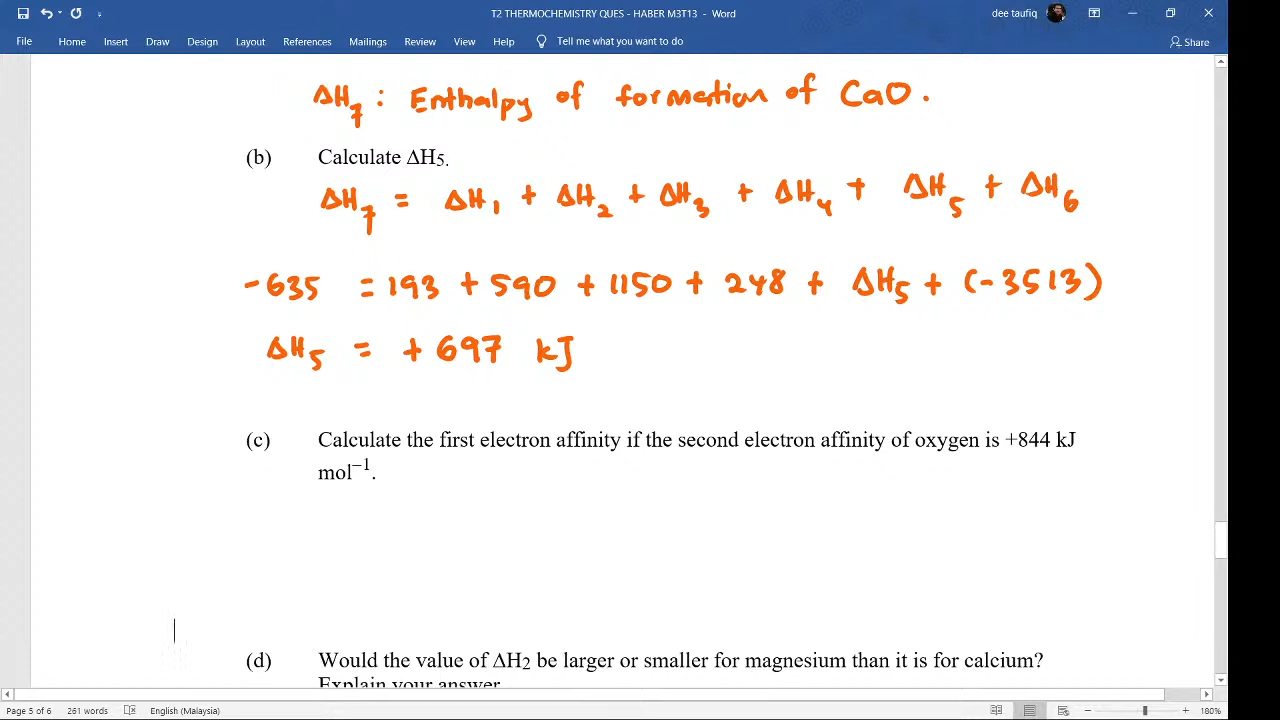 T2 THERMOCHEMISTRY QUES - HABER M3T13 - Word
dee taufiq
File Home Insert Draw Design Layout References Mailings Review View Help Tell me what you want to do Share
ΔH₇ : Enthalpy of formation of CaO.
(b) Calculate ΔH₅.
ΔH₇ = ΔH₁ + ΔH₂ + ΔH₃ + ΔH₄ + ΔH₅ + ΔH₆
-635 = 193 + 590 + 1150 + 248 + ΔH₅ + (-3513)
ΔH₅ = +697 kJ
(c) Calculate the first electron affinity if the second electron affinity of oxygen is +844 kJ
mol⁻¹.
(d) Would the value of ΔH₂ be larger or smaller for magnesium than it is for calcium?
Explain your answer
Page 5 of 6 261 words English (Malaysia) 180%